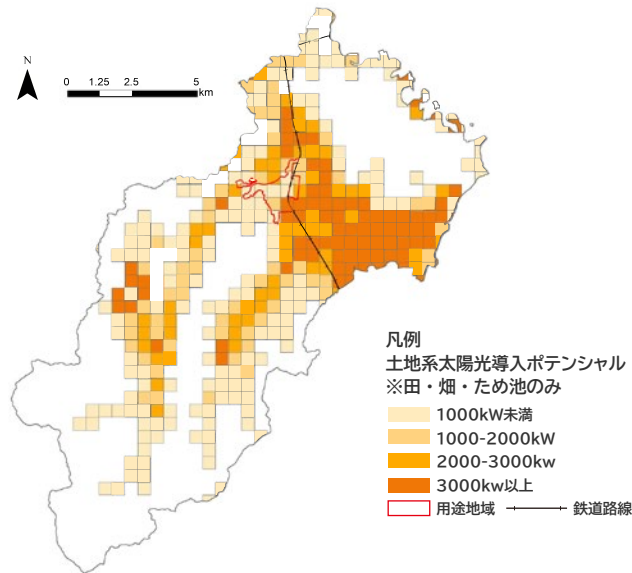 N
0 1.25 2.5 5
km
凡例
土地系太陽光導入ポテンシャル
※田・畑・ため池のみ
1000kW未満
1000-2000kW
2000-3000kw
3000kw以上
用途地域 鉄道路線